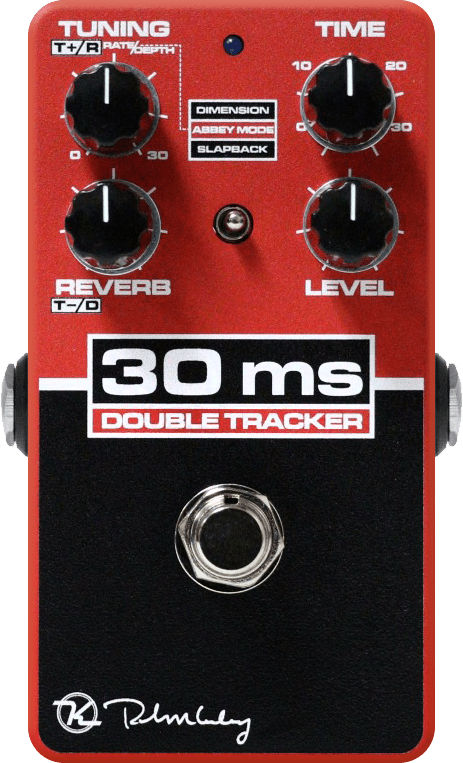 TUNING
TIME
T+/R RATE/DEPTH
10 20
DIMENSION
ABBEY MODE
SLAPBACK
0 30
0 30
REVERB
T-/D
LEVEL
30 ms
DOUBLE TRACKER
K